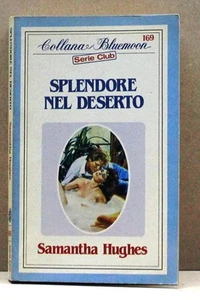 Collana Bluemoon
Serie Club
169
SPLENDORE
NEL DESERTO
Samantha Hughes